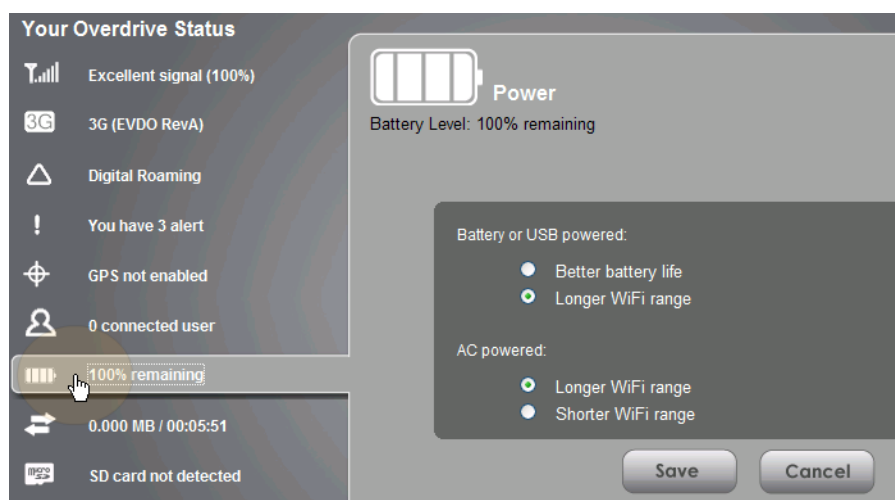 Your Overdrive Status
Excellent signal (100%)
3G
3G (EVDO RevA)
Digital Roaming
You have 3 alert
GPS not enabled
0 connected user
100% remaining
0.000 MB / 00:05:51
micro
SD card not detected
Power
Battery Level: 100% remaining
Battery or USB powered:
Better battery life
Longer WiFi range
AC powered:
Longer WiFi range
Shorter WiFi range
Save
Cancel